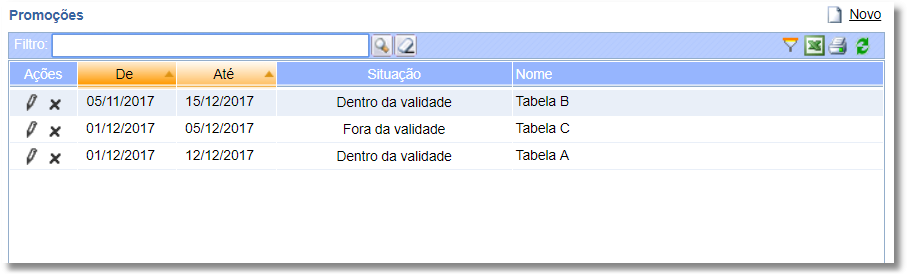 Promoções Novo
Filtro:
Ações De Até Situação Nome
05/11/2017 15/12/2017 Dentro da validade Tabela B
01/12/2017 05/12/2017 Fora da validade Tabela C
01/12/2017 12/12/2017 Dentro da validade Tabela A